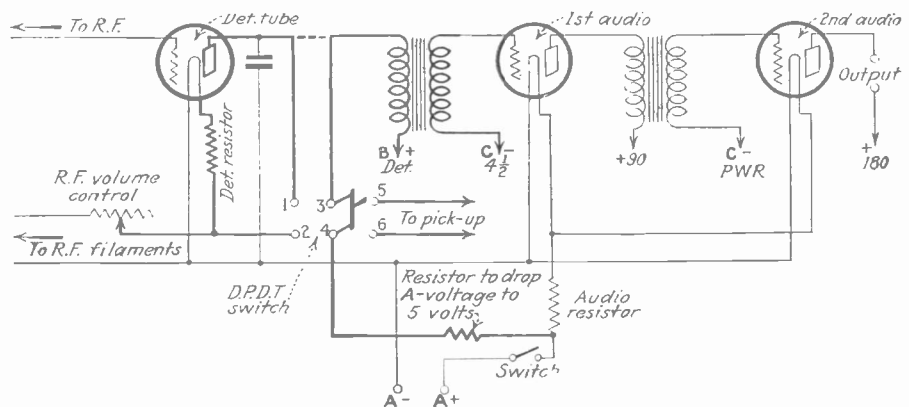 To R.F.
Det. tube
1st audio
2nd audio
Output
+
180
Det. resistor
B +
Det.
C -
4 1/2
+90
C -
PWR
R.F. volume
control
1
3
5
To pick-up
2
4
6
To R.F. filaments
D.P.D.T
switch
Resistor to drop
A-voltage to
5 volts
Audio
resistor
Switch
A-
A+